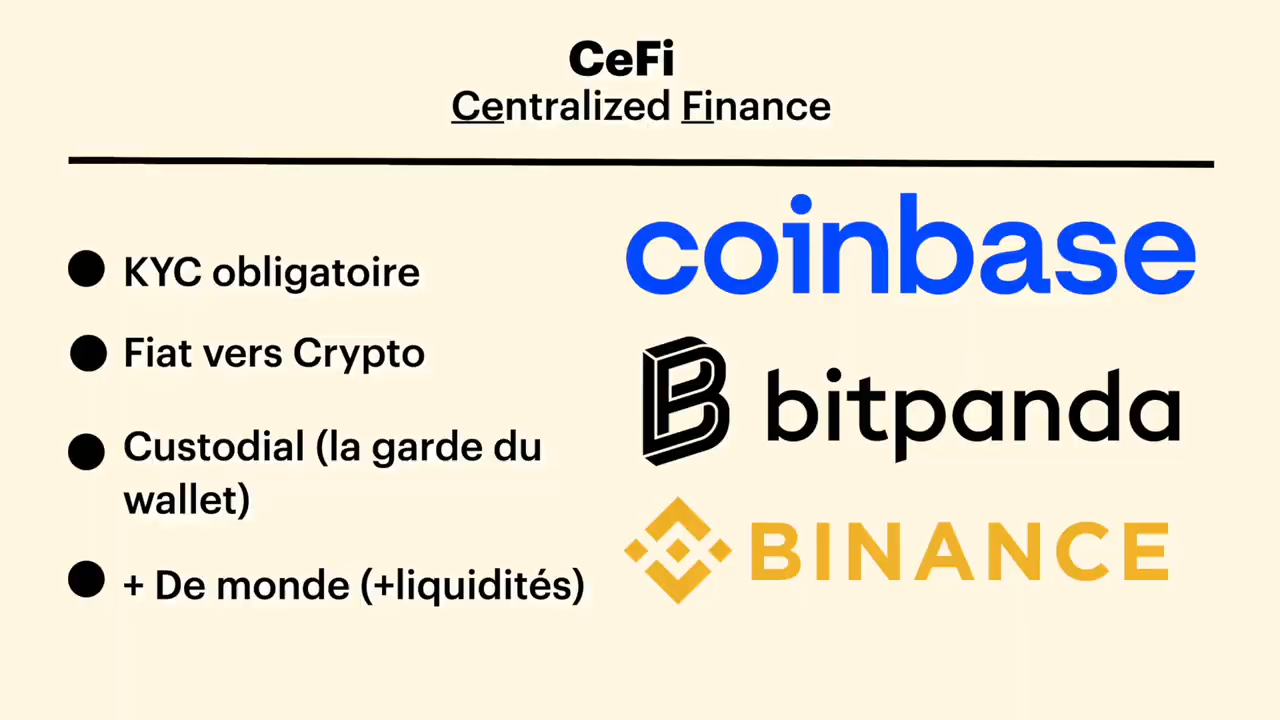 CeFi
Centralized Finance
KYC obligatoire
Fiat vers Crypto
Custodial (la garde du
wallet)
+ De monde (+liquidités)
coinbase
bitpanda
BINANCE